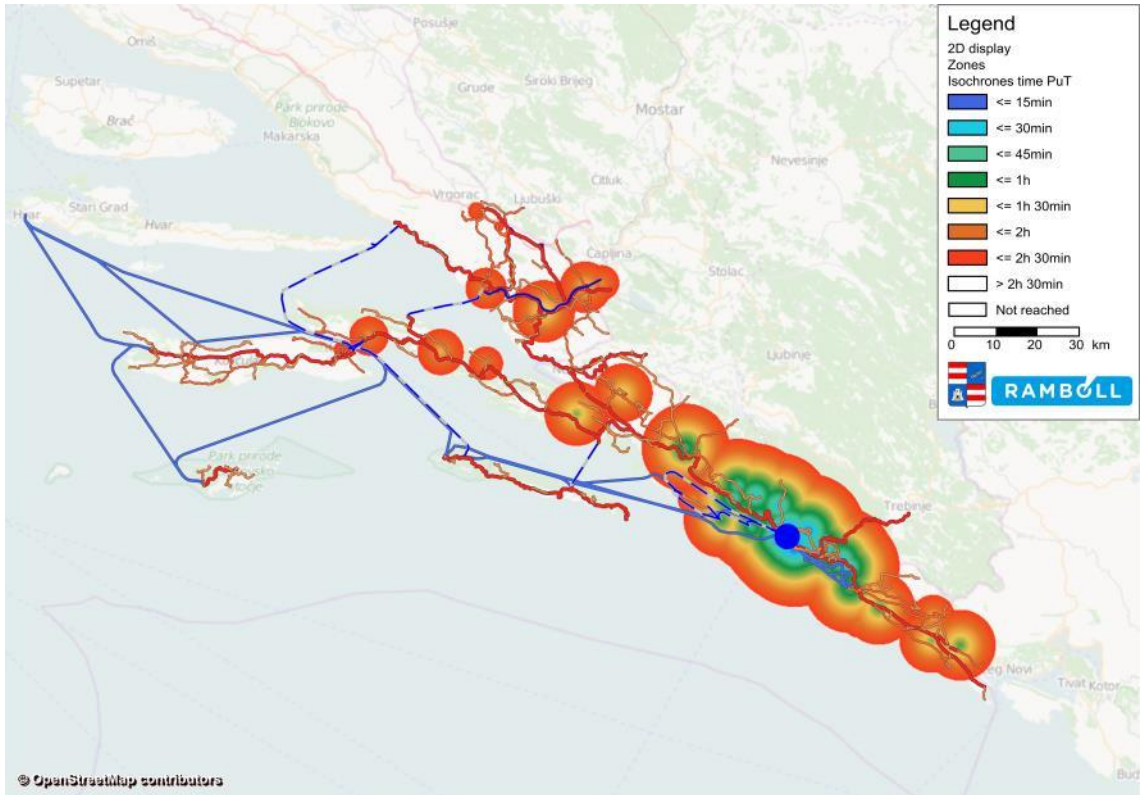 Posušje
Omiš
Supetar
Široki Brijeg
Grude
Mostar
Park prirode
Biokovo
Brač
Makarska
Nevesinje
Čitluk
Vrgorac
Ljubuški
Hvar
Stari Grad
Hvar
Čapljina
Stolac
Ljubinje
Park prirode
Trebinje
eg Novi
Tivat
Kotor
Bud
Legend
2D display
Zones
Isochrones time PuT
<= 15min
<= 30min
<= 45min
<= 1h
<= 1h 30min
<= 2h
<= 2h 30min
> 2h 30min
Not reached
0 10 20 30 km
RAMBOLL
© OpenStreetMap contributors